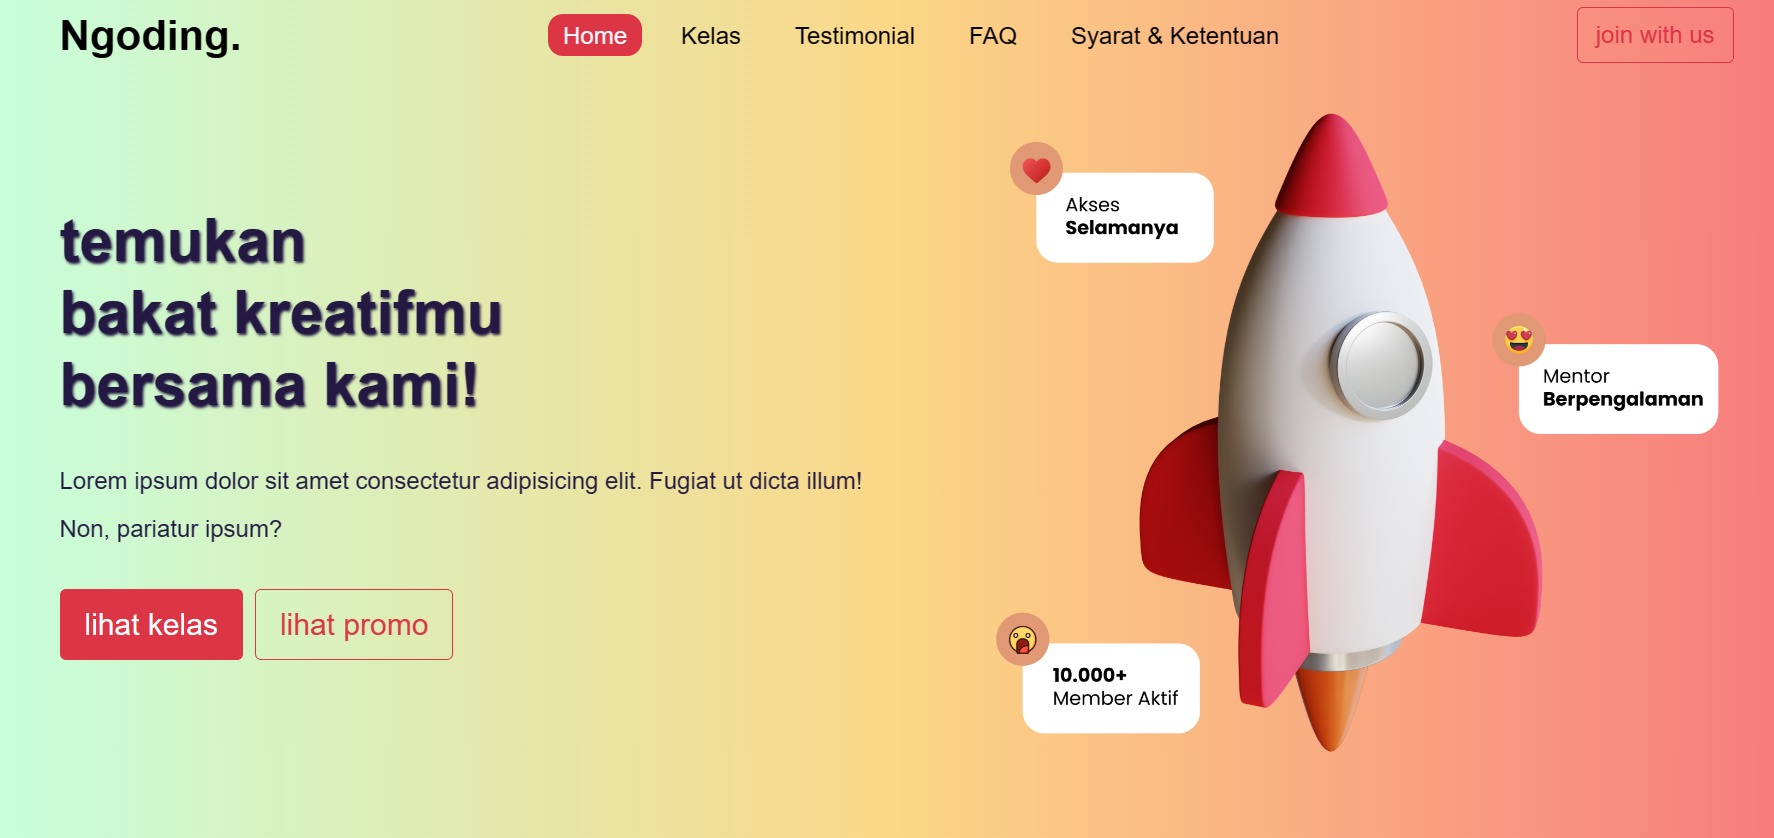 Ngoding.
Home
Kelas
Testimonial
FAQ
Syarat & Ketentuan
join with us
temukan
bakat kreatifmu
bersama kami!
Lorem ipsum dolor sit amet consectetur adipisicing elit. Fugiat ut dicta illum!
Non, pariatur ipsum?
lihat kelas
lihat promo
Akses
Selamanya
Mentor
Berpengalaman
10.000+
Member Aktif